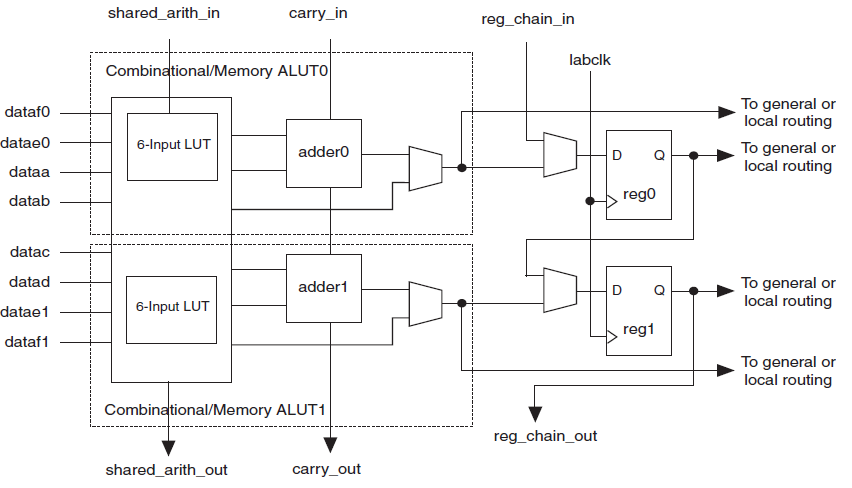 shared_arith_in
carry_in
reg_chain_in
labclk
Combinational/Memory ALUT0
dataf0
datae0
dataa
datab
6-Input LUT
adder0
D
Q
reg0
To general or
local routing
To general or
local routing
datac
datad
datae1
dataf1
6-Input LUT
adder1
D
Q
reg1
To general or
local routing
To general or
local routing
Combinational/Memory ALUT1
reg_chain_out
shared_arith_out
carry_out